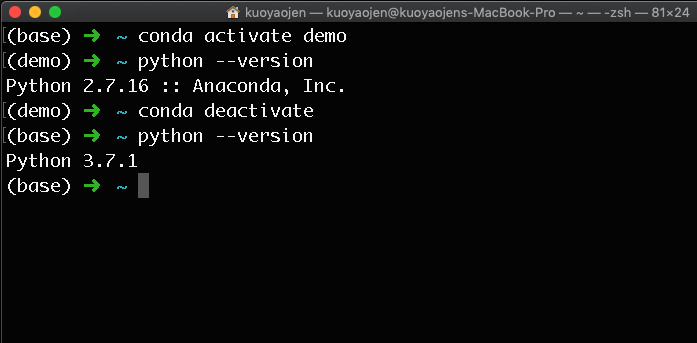 kuoyaojen — kuoyaojen@kuoyaojens-MacBook-Pro — ~ — -zsh — 81×24
(base) ➜ ~ conda activate demo
(demo) ➜ ~ python --version
Python 2.7.16 :: Anaconda, Inc.
(demo) ➜ ~ conda deactivate
(base) ➜ ~ python --version
Python 3.7.1
(base) ➜ ~